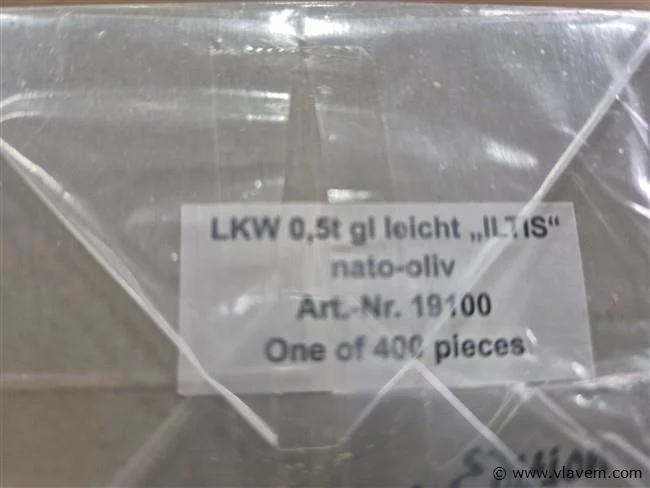 LKW 0,5t gl leicht „ILTIS“
nato-oliv
Art.-Nr. 19100
One of 400 pieces
© www.vlavem.com